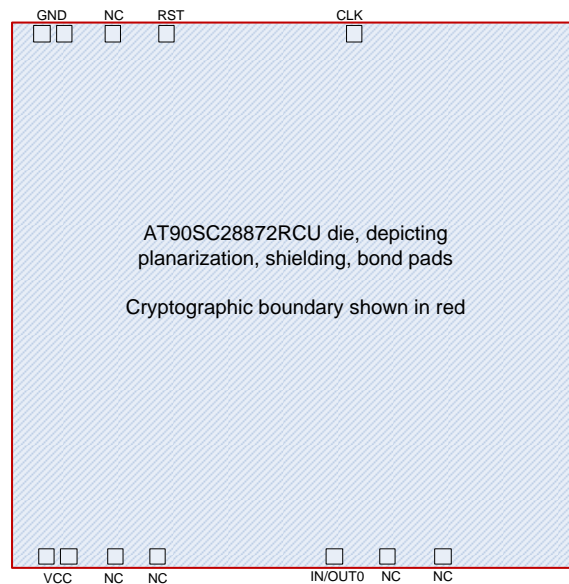 GND NC RST CLK
AT90SC28872RCU die, depicting
planarization, shielding, bond pads
Cryptographic boundary shown in red
VCC NC NC IN/OUT0 NC NC